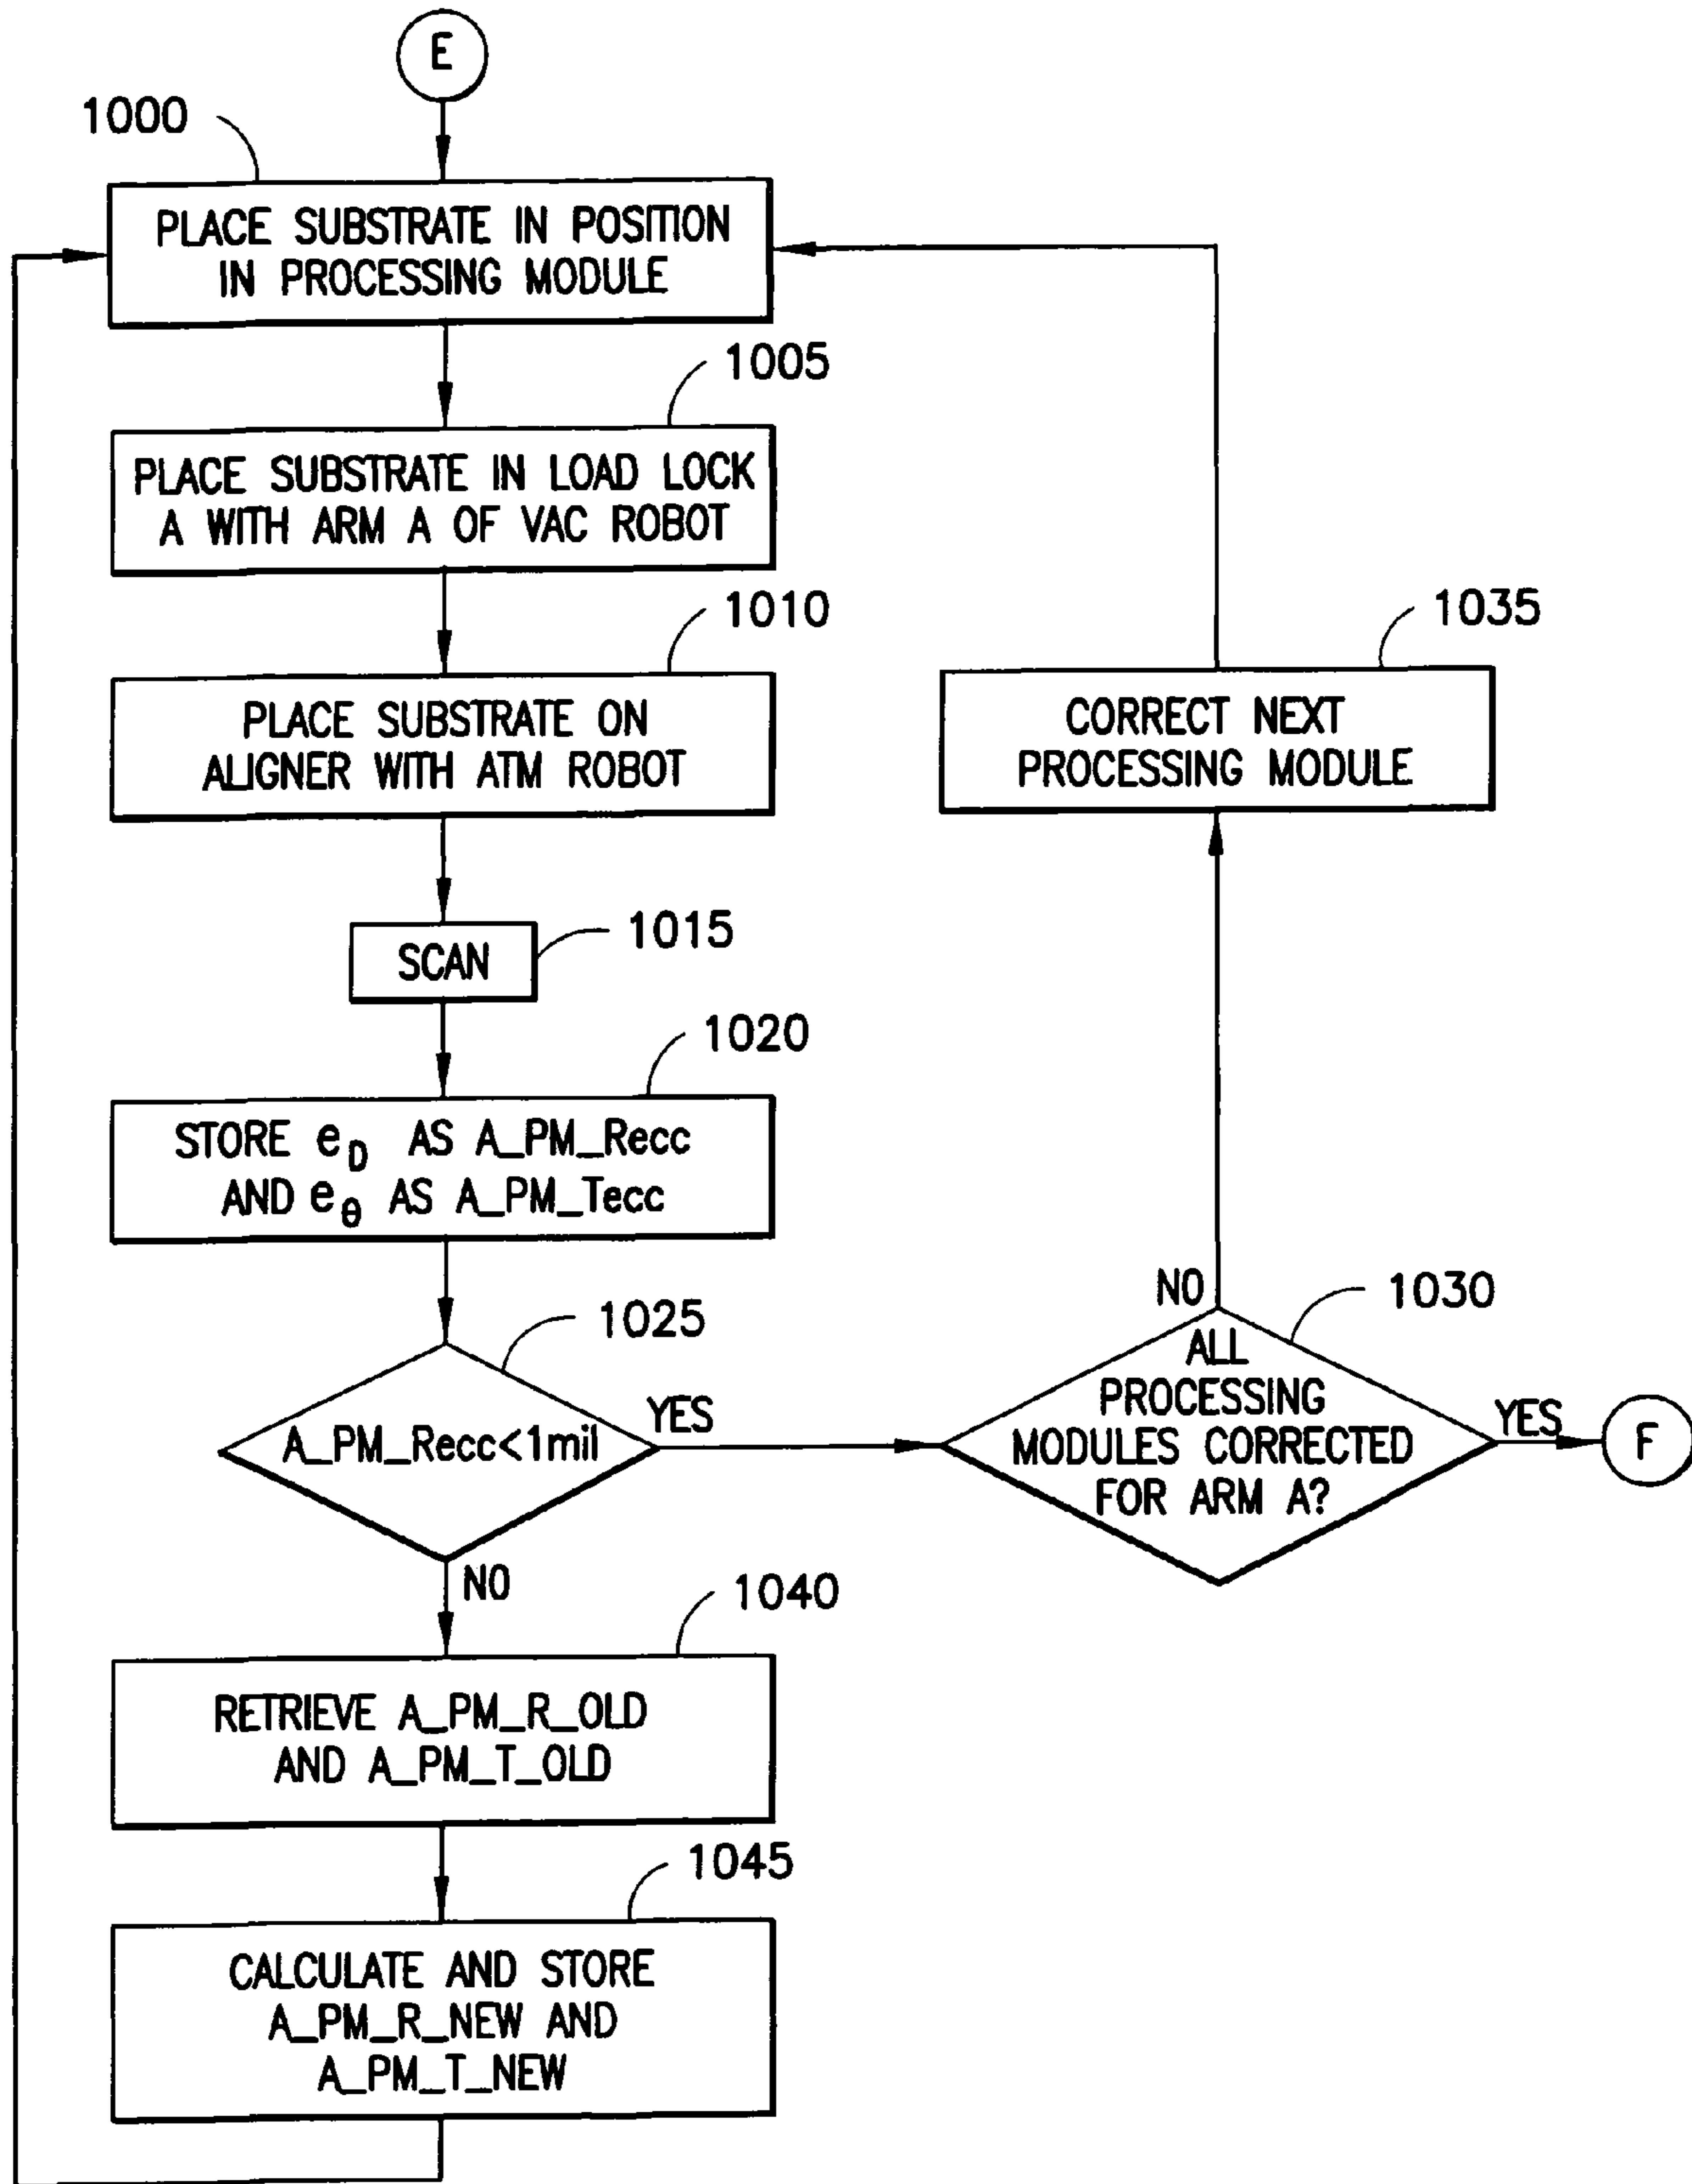 E
1000
PLACE SUBSTRATE IN POSITION
IN PROCESSING MODULE
1005
PLACE SUBSTRATE IN LOAD LOCK
A WITH ARM A OF VAC ROBOT
1010
PLACE SUBSTRATE ON
ALIGNER WITH ATM ROBOT
1035
CORRECT NEXT
PROCESSING MODULE
SCAN
1015
1020
STORE e_D AS A_PM_Recc
AND e_θ AS A_PM_Tecc
1025
A_PM_Recc<1mil
YES
NO
NO
1030
ALL
PROCESSING
MODULES CORRECTED
FOR ARM A?
YES
F
1040
RETRIEVE A_PM_R_OLD
AND A_PM_T_OLD
1045
CALCULATE AND STORE
A_PM_R_NEW AND
A_PM_T_NEW